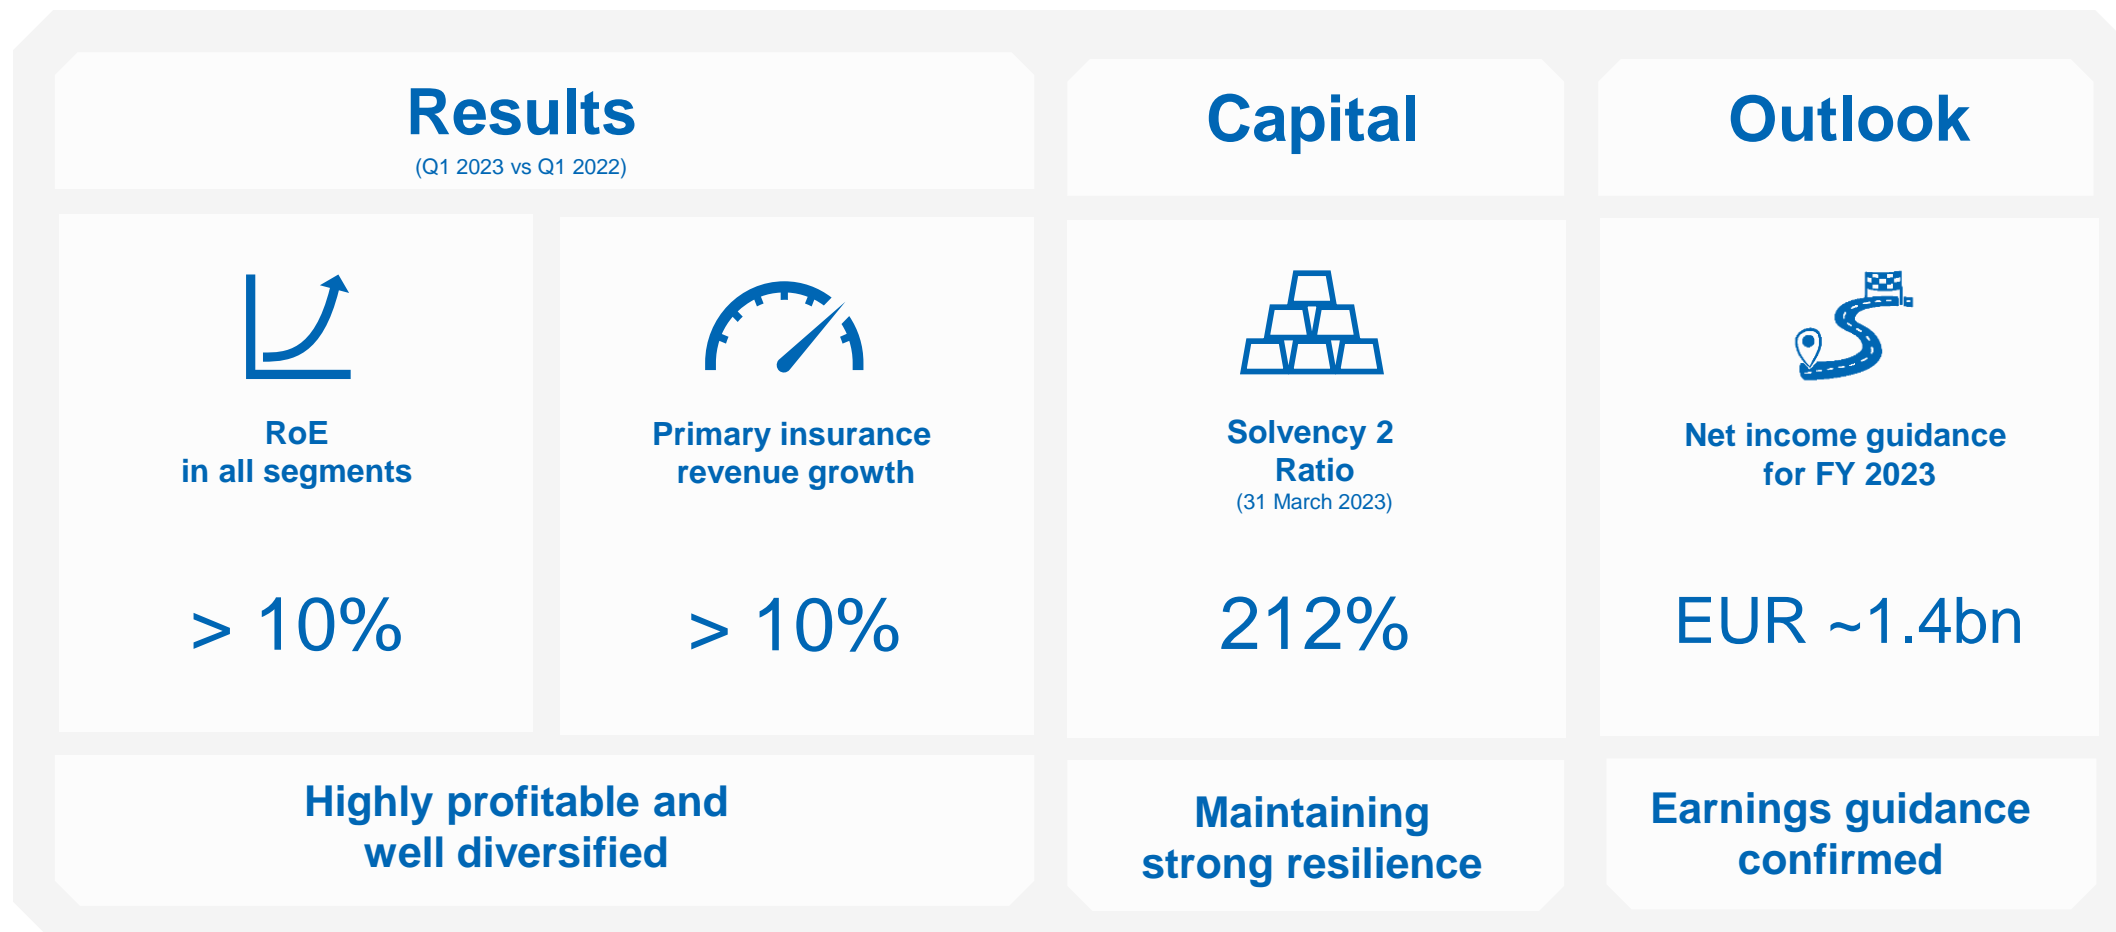 Results
(Q1 2023 vs Q1 2022)
RoE
in all segments
> 10%
Primary insurance
revenue growth
> 10%
Highly profitable and
well diversified
Capital
Solvency 2
Ratio
(31 March 2023)
212%
Maintaining
strong resilience
Outlook
Net income guidance
for FY 2023
EUR ~1.4bn
Earnings guidance
confirmed